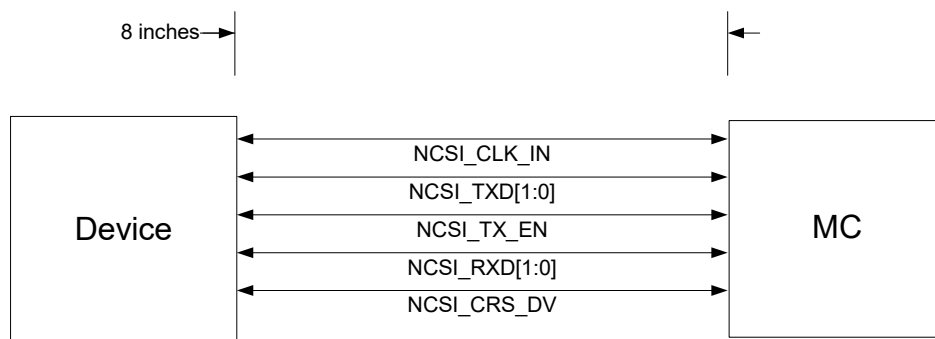 8 inches
NCSI_CLK_IN
NCSI_TXD[1:0]
Device
NCSI_TX_EN
MC
NCSI_RXD[1:0]
NCSI_CRS_DV